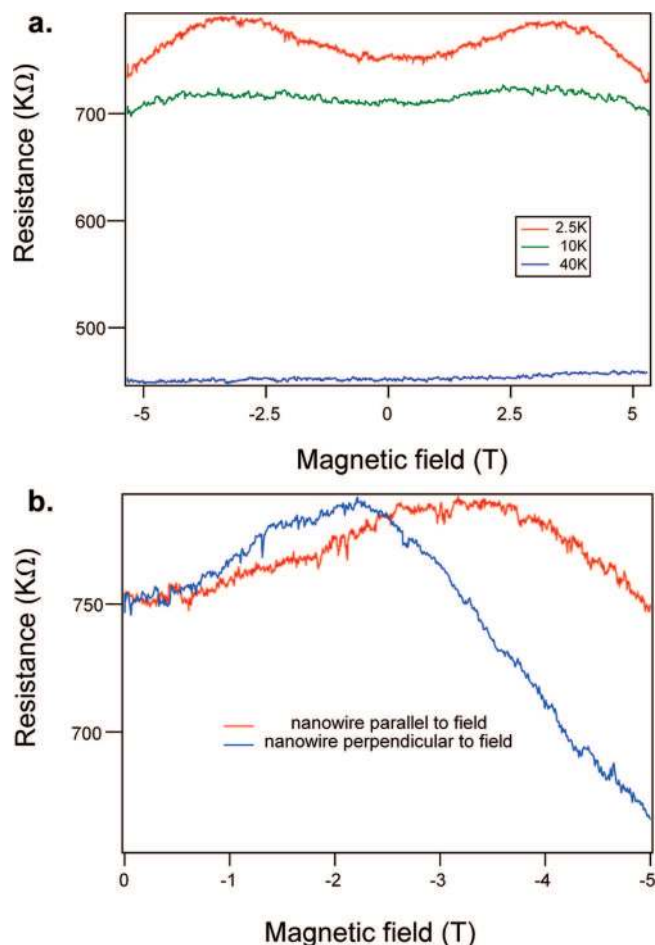 a.
Resistance (KΩ)
700
600
500
2.5K
10K
40K
-5
-2.5
0
2.5
5
Magnetic field (T)
b.
Resistance (KΩ)
750
700
nanowire parallel to field
nanowire perpendicular to field
0
-1
-2
-3
-4
-5
Magnetic field (T)